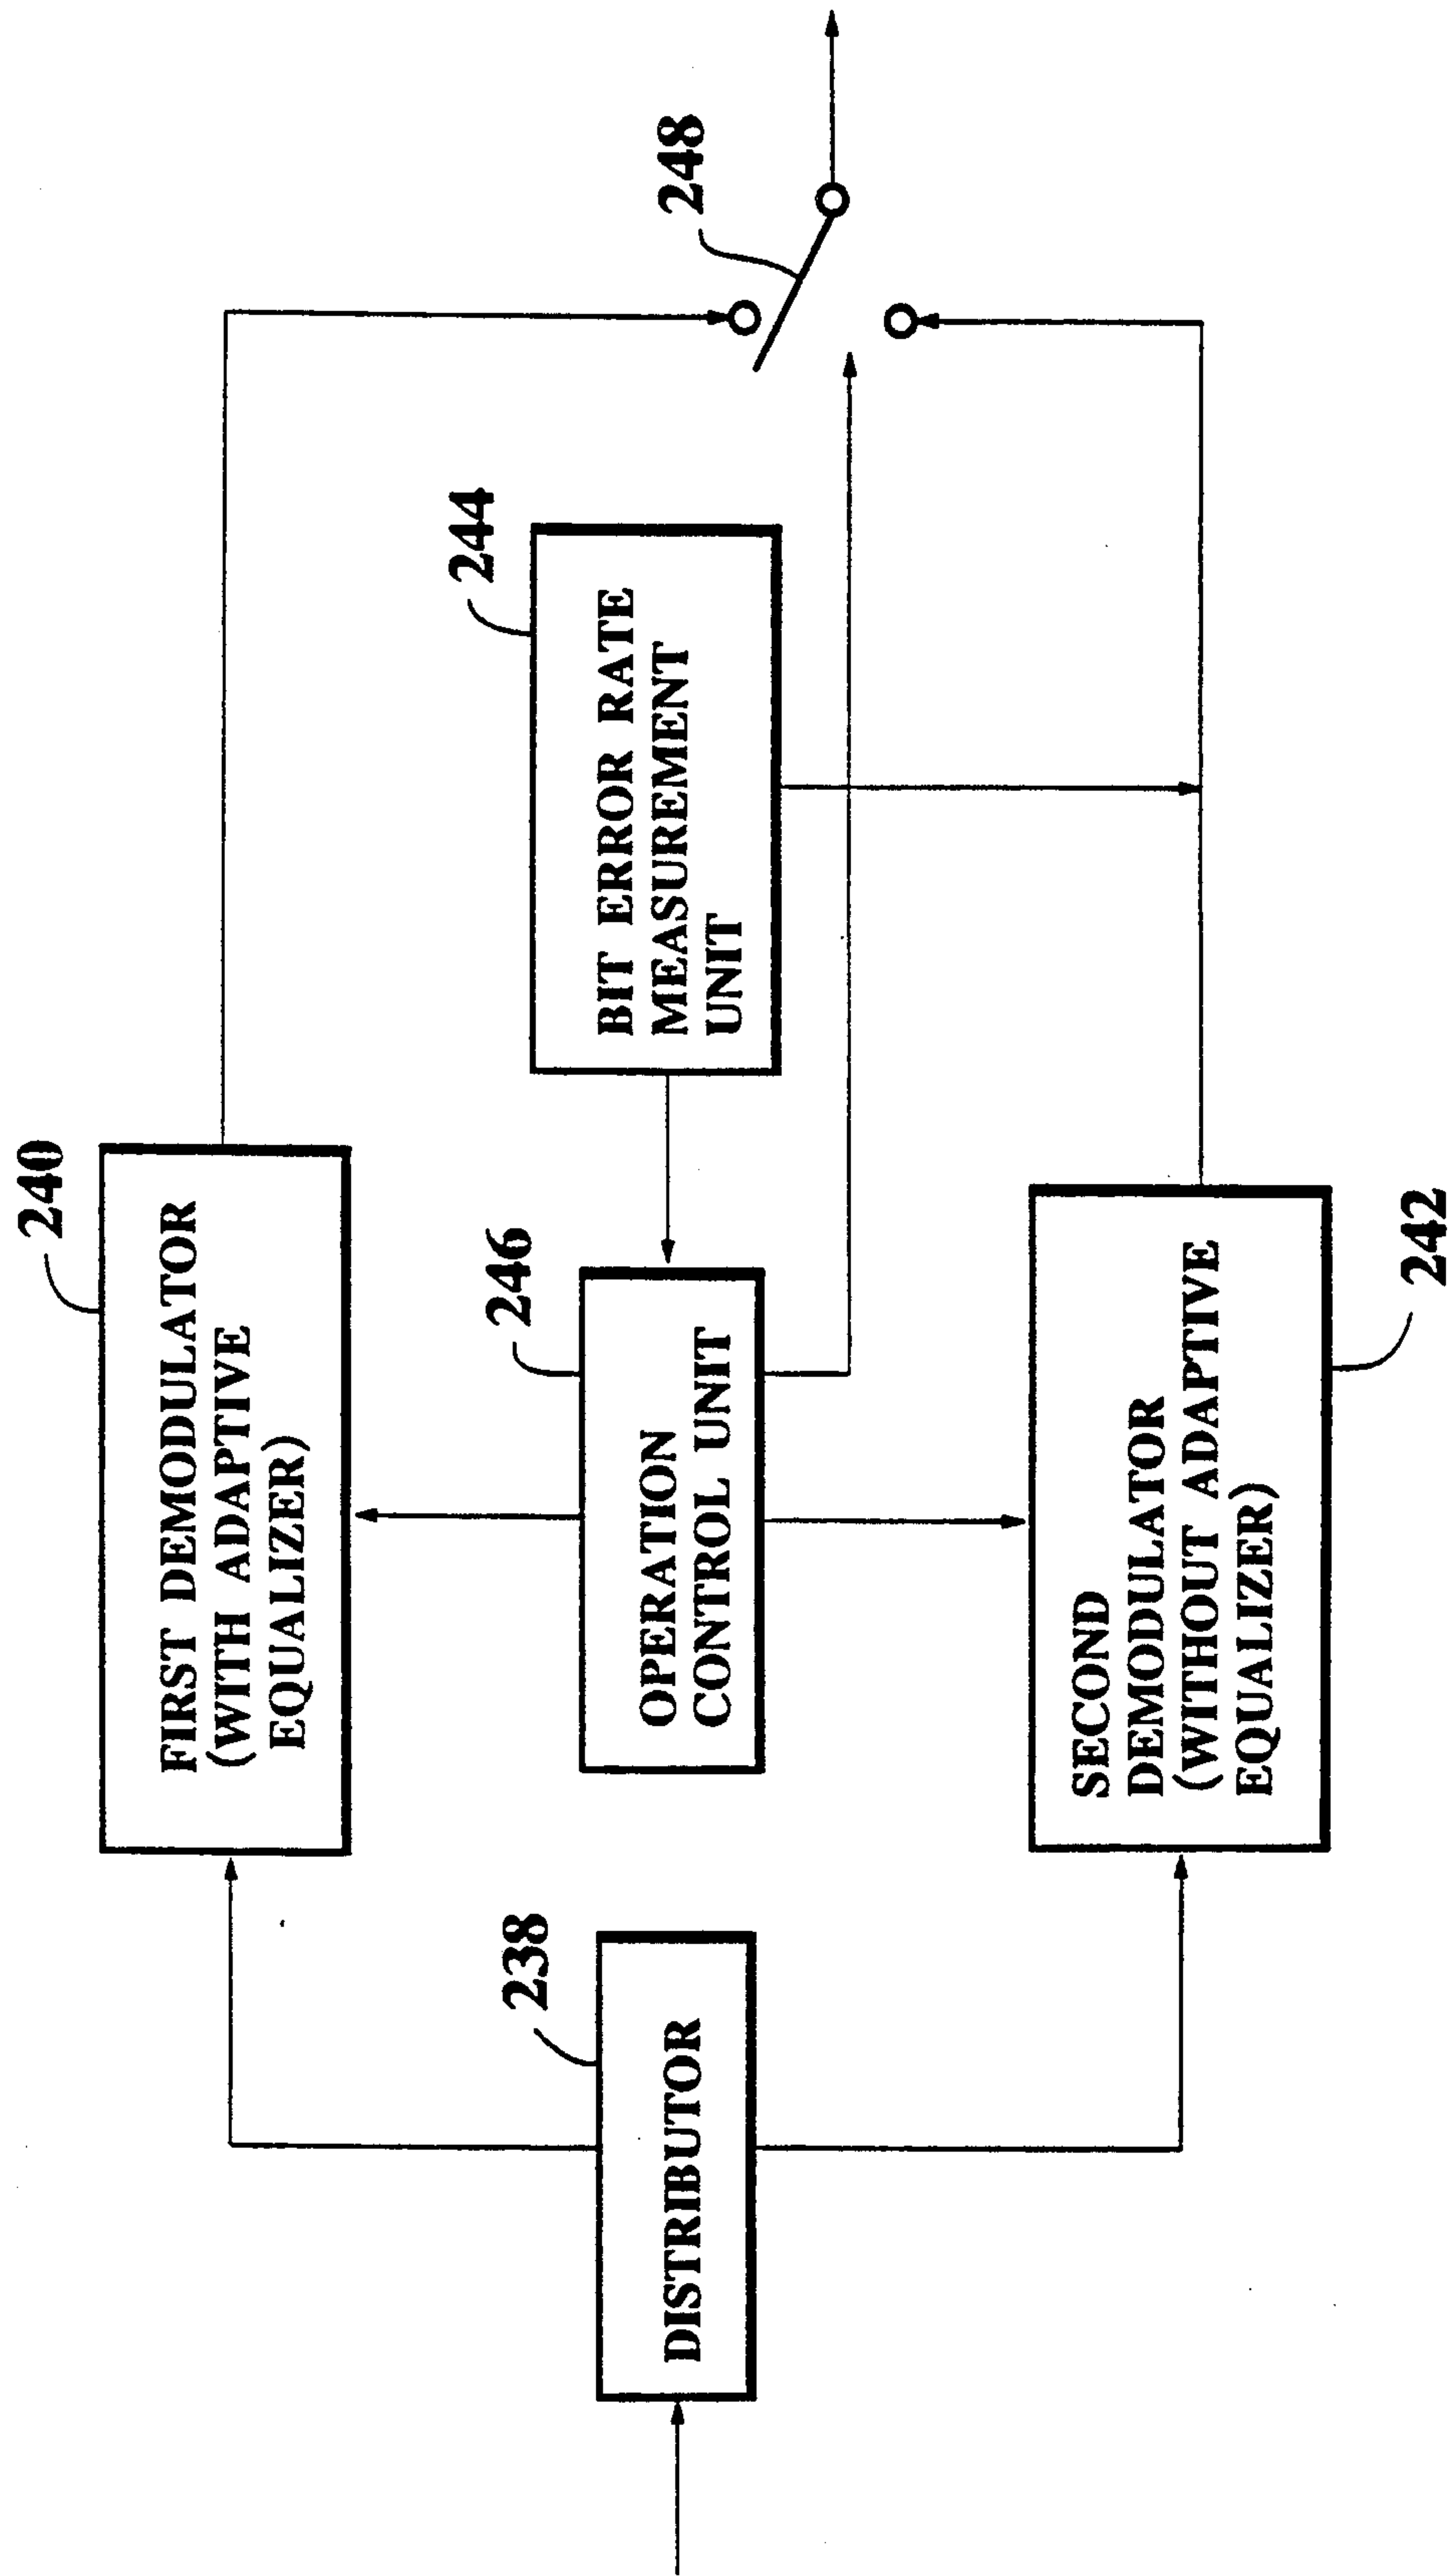 240
FIRST DEMODULATOR
(WITH ADAPTIVE
EQUALIZER)
238
DISTRIBUTOR
246
OPERATION
CONTROL UNIT
244
BIT ERROR RATE
MEASUREMENT
UNIT
248
SECOND
DEMODULATOR
(WITHOUT ADAPTIVE
EQUALIZER)
242